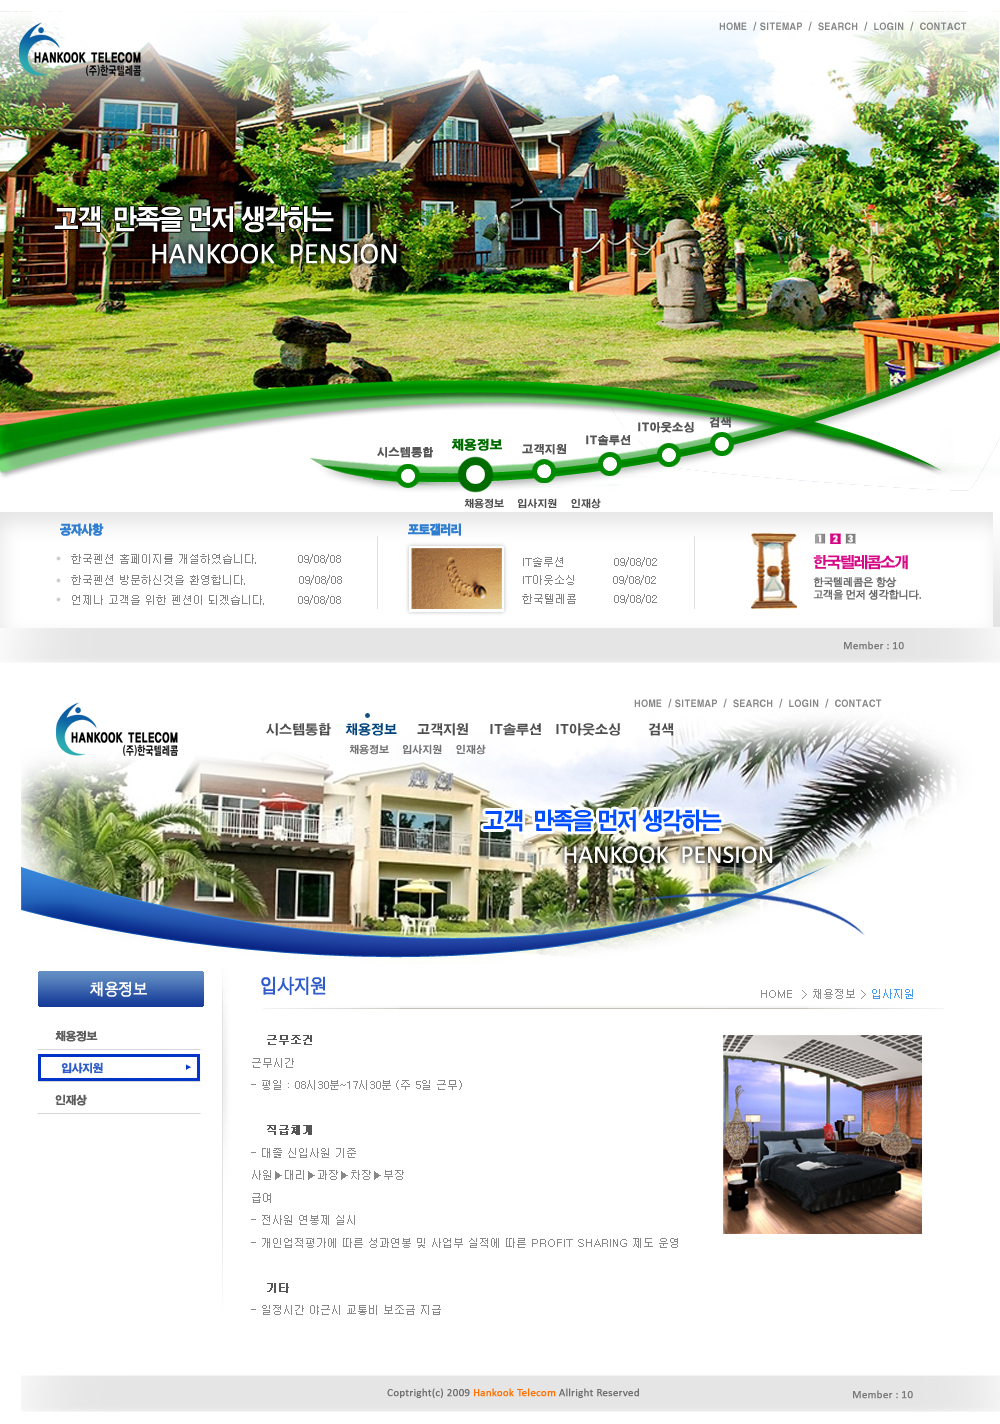 HOME / SITEMAP / SEARCH / LOGIN / CONTACT
HANKOOK TELECOM
(주)한국텔레콤
고객 만족을 먼저 생각하는
HANKOOK PENSION
시스템통합 채용정보 고객지원 IT솔루션 IT아웃소싱 검색
채용정보 입사지원 인재상
공자사항
한국펜션 홈페이지를 개설하였습니다. 09/08/08
한국펜션 방문하신것을 환영합니다. 09/08/08
언제나 고객을 위한 펜션이 되겠습니다. 09/08/08
포토갤러리
IT솔루션 09/08/02
IT아웃소싱 09/08/02
한국텔레콤 09/08/02
1 2 3
한국텔레콤소개
한국텔레콤은 항상
고객을 먼저 생각합니다.
Member : 10
HOME / SITEMAP / SEARCH / LOGIN / CONTACT
HANKOOK TELECOM
(주)한국텔레콤
시스템통합 채용정보 고객지원 IT솔루션 IT아웃소싱 검색
채용정보 입사지원 인재상
고객 만족을 먼저 생각하는
HANKOOK PENSION
채용정보
채용정보
입사지원
인재상
입사지원
HOME > 채용정보 > 입사지원
근무조건
근무시간
- 평일 : 08시30분~17시30분 (주 5일 근무)
직급체계
- 대졸 신입사원 기준
사원▶대리▶과장▶차장▶부장
급여
- 전사원 연봉제 실시
- 개인업적평가에 따른 성과연봉 및 사업부 실적에 따른 PROFIT SHARING 제도 운영
기타
- 일정시간 야근시 교통비 보조금 지급
Coptright(c) 2009 Hankook Telecom Allright Reserved
Member : 10